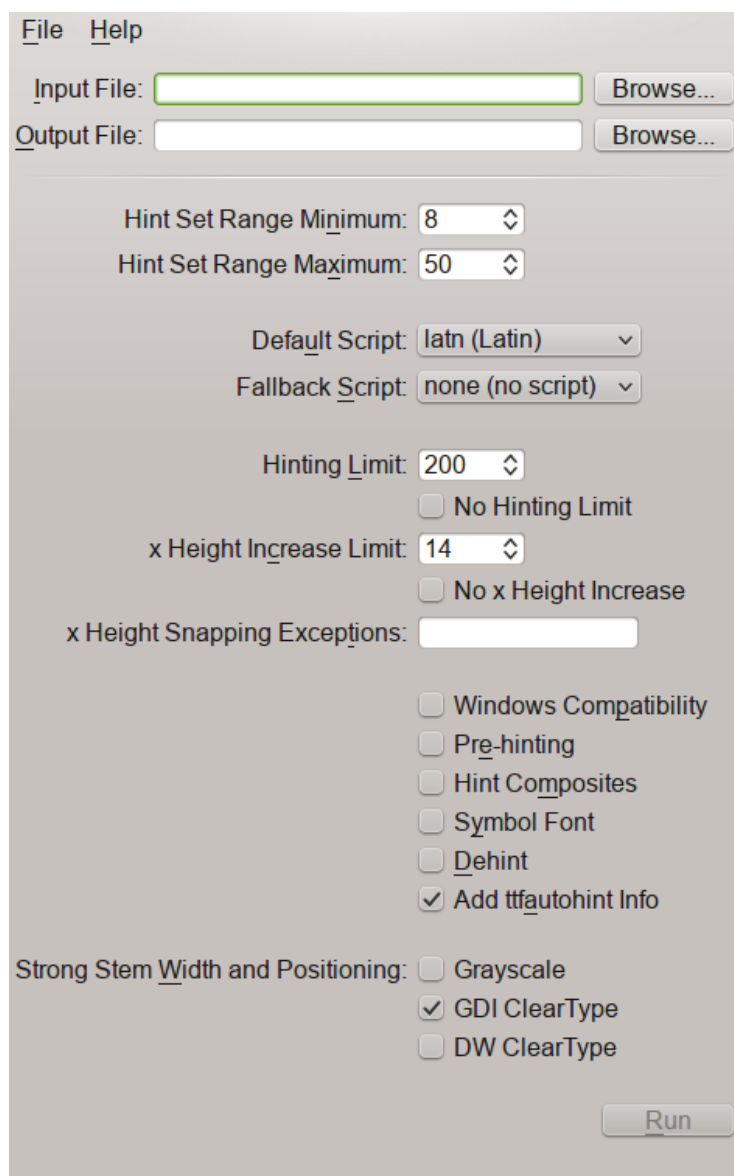 File Help
Input File: Browse...
Output File: Browse...
Hint Set Range Minimum: 8
Hint Set Range Maximum: 50
Default Script: latn (Latin)
Fallback Script: none (no script)
Hinting Limit: 200
No Hinting Limit
x Height Increase Limit: 14
No x Height Increase
x Height Snapping Exceptions:
Windows Compatibility
Pre-hinting
Hint Composites
Symbol Font
Dehint
Add ttfautohint Info
Strong Stem Width and Positioning: Grayscale
GDI ClearType
DW ClearType
Run